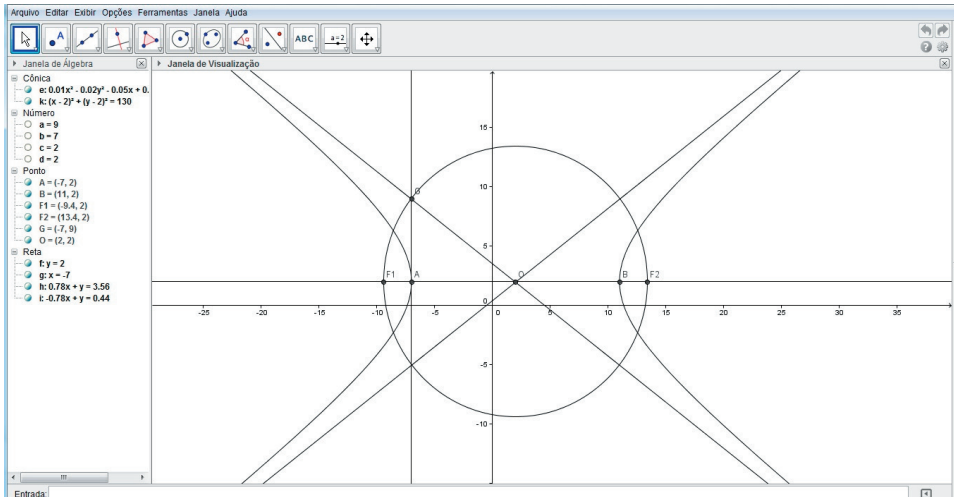 Arquivo Editar Exibir Opções Ferramentas Janela Ajuda
A ABC a=2
Janela de Álgebra
Janela de Visualização
Cônica
e: 0.01x² - 0.02y² - 0.05x + 0.
k: (x - 2)² + (y - 2)² = 130
Número
a = 9
b = 7
c = 2
d = 2
Ponto
A = (-7, 2)
B = (11, 2)
F1 = (-9.4, 2)
F2 = (13.4, 2)
G = (-7, 9)
O = (2, 2)
Reta
f: y = 2
g: x = -7
h: 0.78x + y = 3.56
i: -0.78x + y = 0.44
15
10
G
5
F1 A O B F2
0
-25 -20 -15 -10 -5 0 5 10 15 20 25 30 35
-5
-10
Entrada: